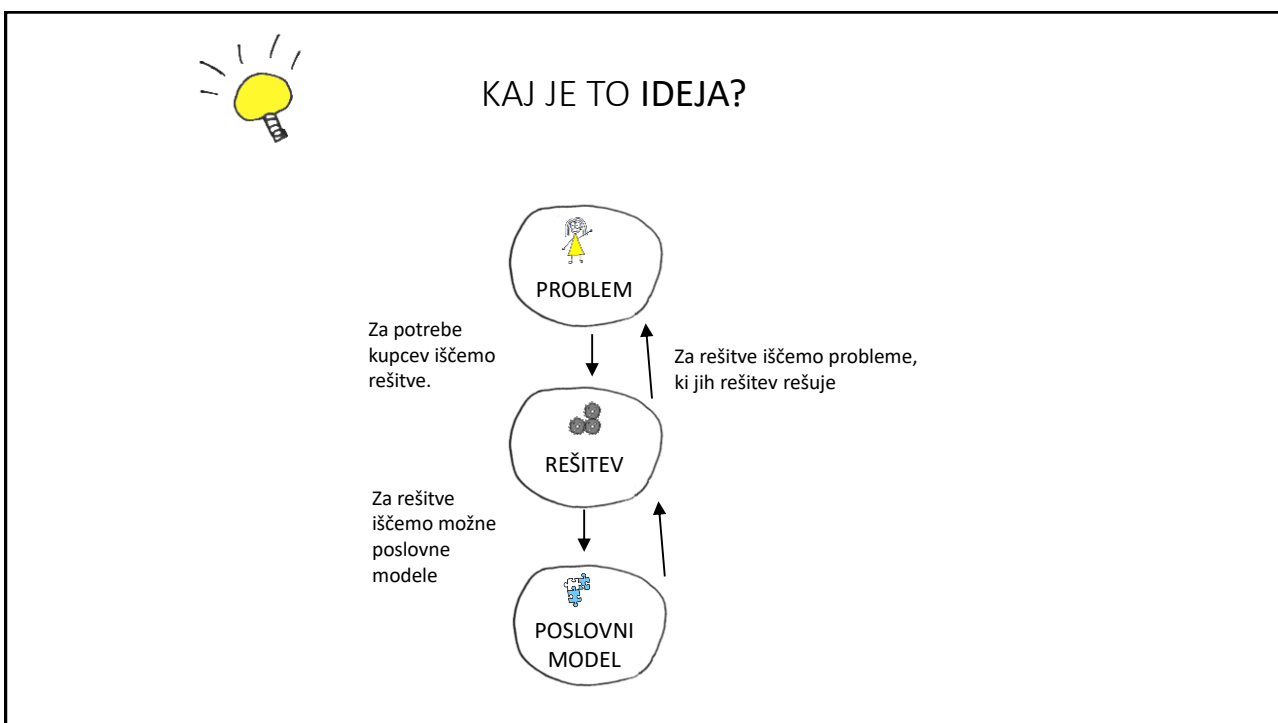 KAJ JE TO IDEJA?
PROBLEM
Za potrebe
kupcev iščemo
rešitve.
Za rešitve iščemo probleme,
ki jih rešitev rešuje
REŠITEV
Za rešitve
iščemo možne
poslovne
modele
POSLOVNI
MODEL